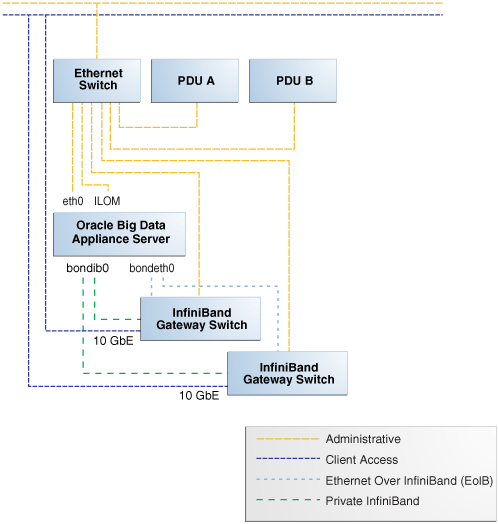 Ethernet
Switch
PDU A
PDU B
eth0
ILOM
Oracle Big Data
Appliance Server
bondib0
bondeth0
InfiniBand
Gateway Switch
10 GbE
InfiniBand
Gateway Switch
10 GbE
Administrative
Client Access
Ethernet Over InfiniBand (EoIB)
Private InfiniBand